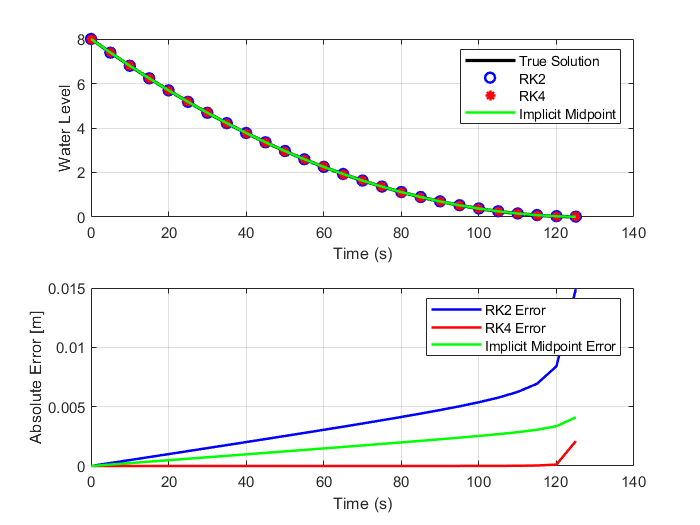 8
6
4
2
0
Water Level
True Solution
RK2
RK4
Implicit Midpoint
0 20 40 60 80 100 120 140
Time (s)
0.015
0.01
0.005
0
Absolute Error [m]
RK2 Error
RK4 Error
Implicit Midpoint Error
0 20 40 60 80 100 120 140
Time (s)